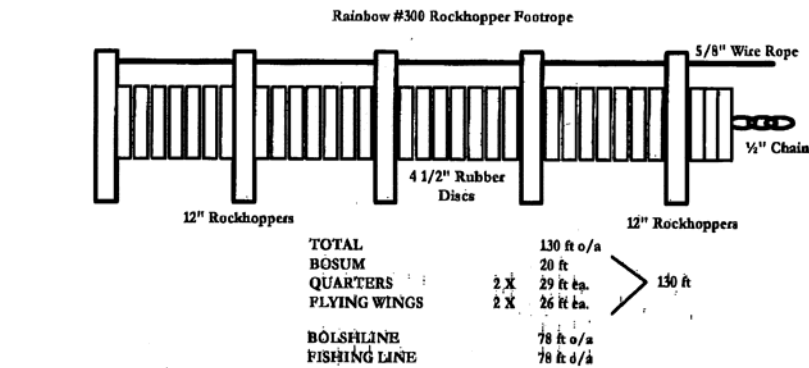 Rainbow #300 Rockhopper Footrope
5/8" Wire Rope
½" Chain
4 1/2" Rubber
Discs
12" Rockhoppers
12" Rockhoppers
TOTAL 130 ft o/a
BOSUM 20 ft
QUARTERS 2 X 29 ft ea.
FLYING WINGS 2 X 26 ft ea.
130 ft
BOLSHLINE 78 ft o/a
FISHING LINE 78 ft o/a